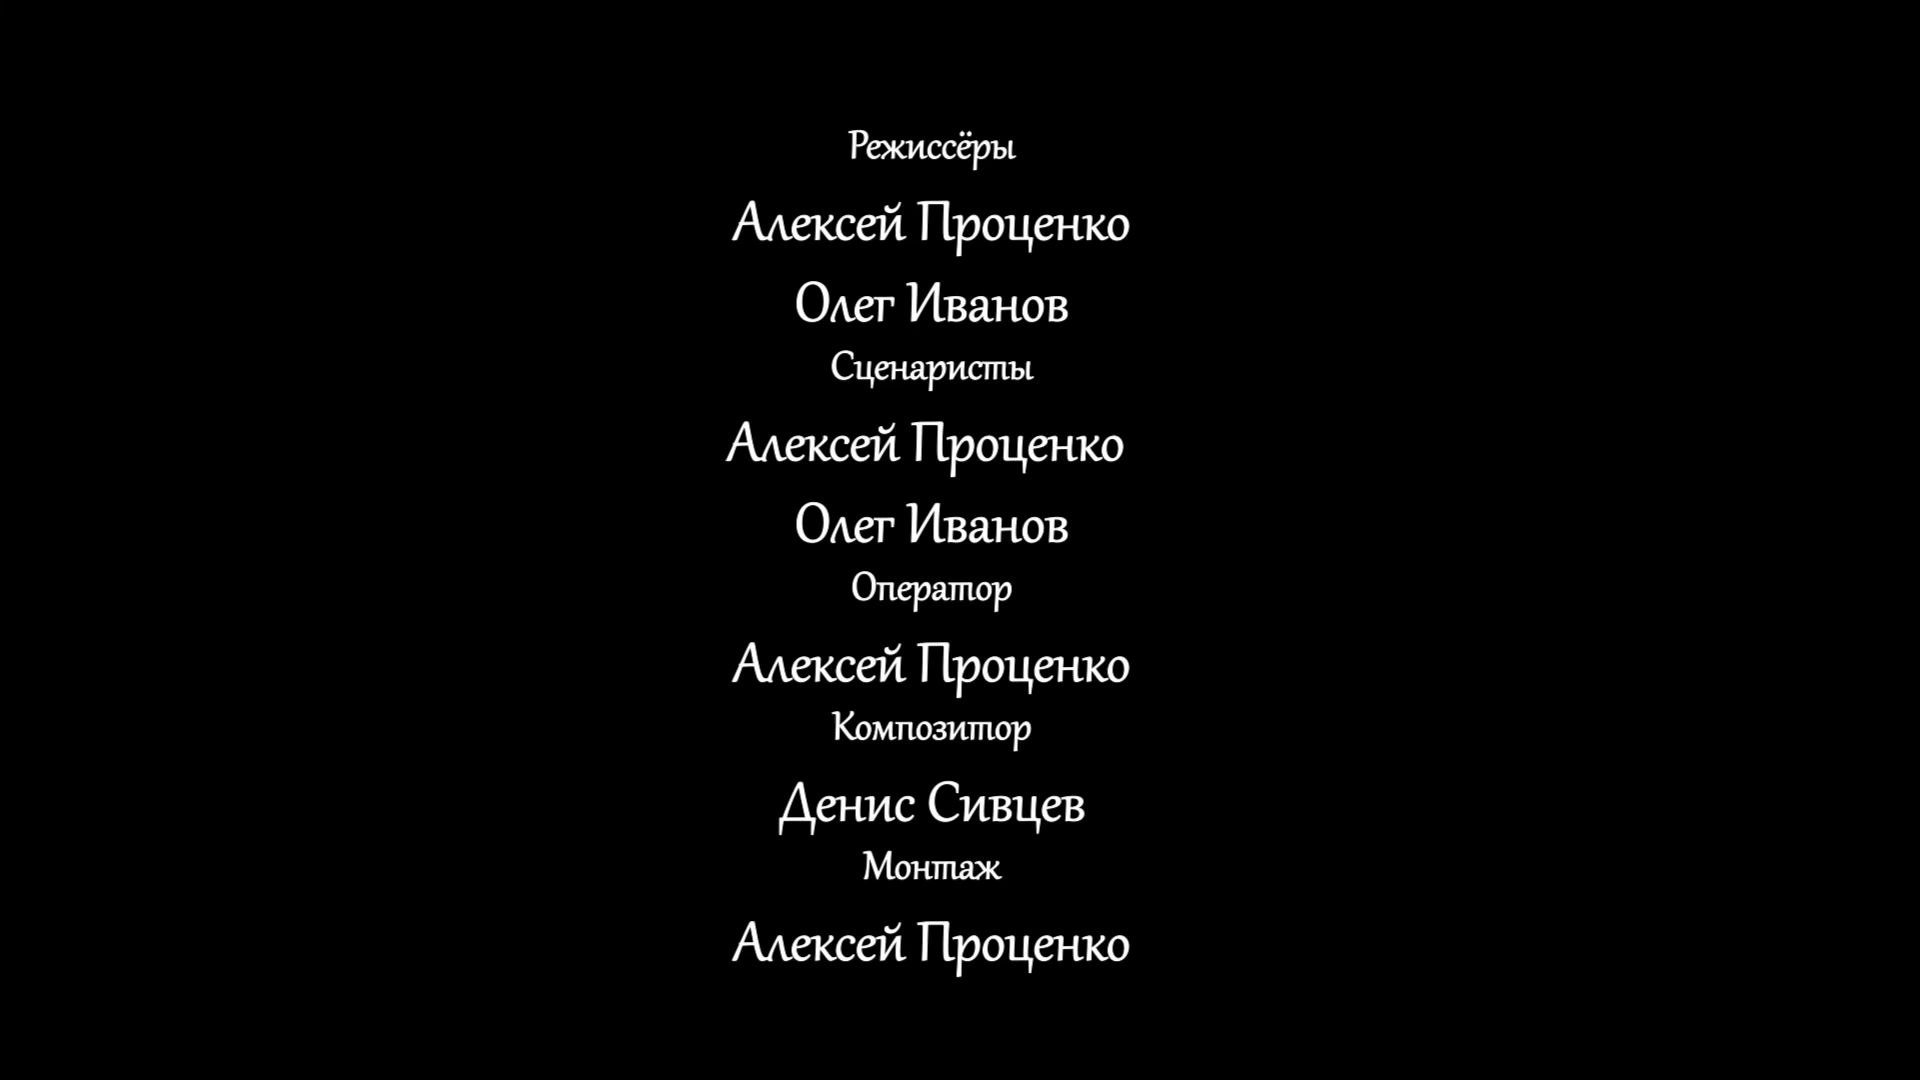 Режиссёры
Алексей Проценко
Олег Иванов
Сценаристы
Алексей Проценко
Олег Иванов
Оператор
Алексей Проценко
Композитор
Денис Сивцев
Монтаж
Алексей Проценко